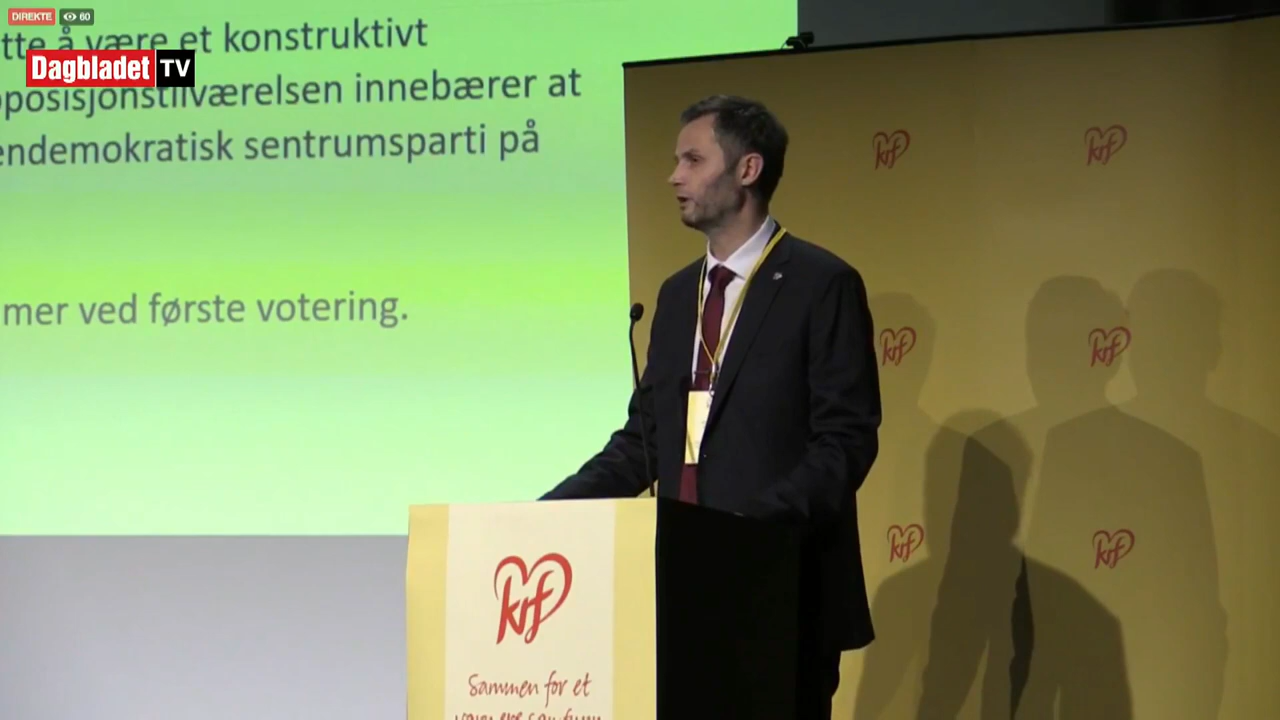 DIREKTE 60
tte å være et konstruktivt
Dagbladet TV
posisjonstilværelsen innebærer at
endemokratisk sentrumsparti på
mer ved første votering.
krf
krf
krf
krf
krf
krf
krf
Sammen for et